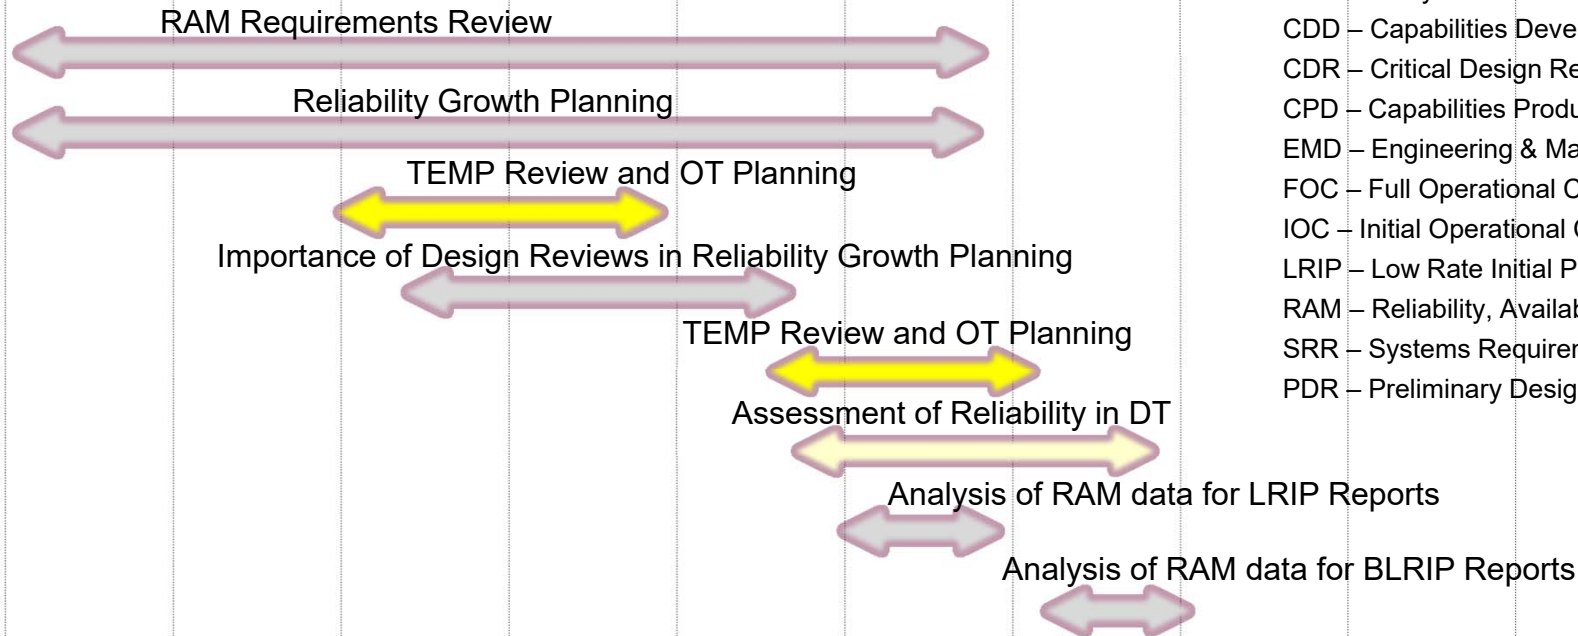 RAM Requirements Review
Reliability Growth Planning
TEMP Review and OT Planning
Importance of Design Reviews in Reliability Growth Planning
TEMP Review and OT Planning
Assessment of Reliability in DT
Analysis of RAM data for LRIP Reports
Analysis of RAM data for BLRIP Reports
CDD – Capabilities Deve
CDR – Critical Design Re
CPD – Capabilities Produ
EMD – Engineering & Ma
FOC – Full Operational C
IOC – Initial Operational
LRIP – Low Rate Initial P
RAM – Reliability, Availab
SRR – Systems Requirer
PDR – Preliminary Desig